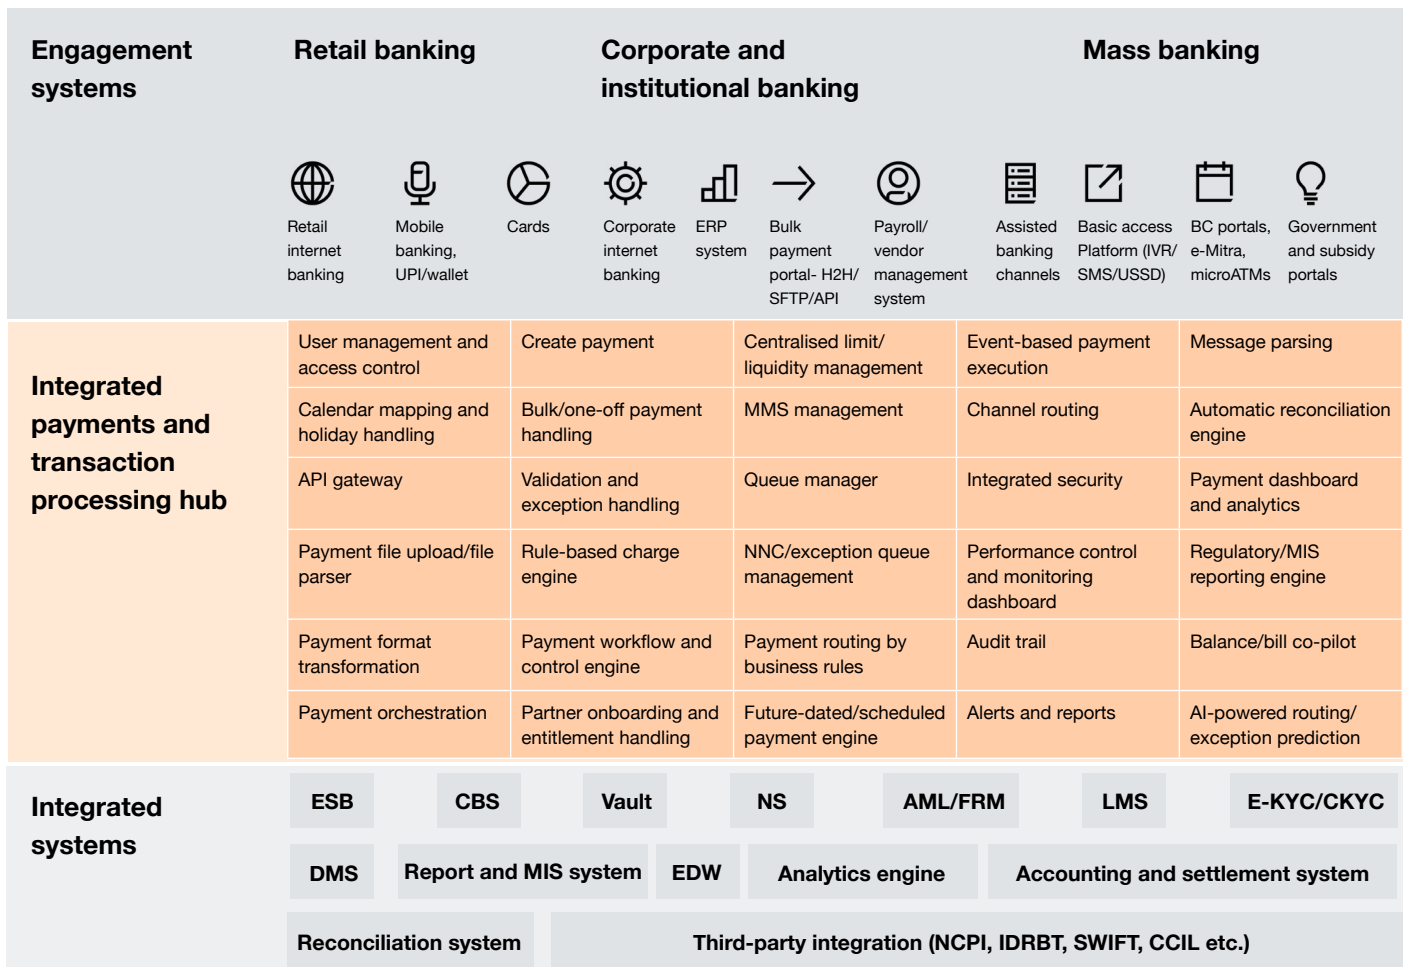 Engagement
systems
Retail banking
Corporate and
institutional banking
Mass banking
Retail
internet
banking
Mobile
banking,
UPI/wallet
Cards
Corporate
internet
banking
ERP
system
Bulk
payment
portal- H2H/
SFTP/API
Payroll/
vendor
management
system
Assisted
banking
channels
Basic access
Platform (IVR/
SMS/USSD)
BC portals,
e-Mitra,
microATMs
Government
and subsidy
portals
Integrated
payments and
transaction
processing hub
User management and
access control
Create payment
Centralised limit/
liquidity management
Event-based payment
execution
Message parsing
Calendar mapping and
holiday handling
Bulk/one-off payment
handling
MMS management
Channel routing
Automatic reconciliation
engine
API gateway
Validation and
exception handling
Queue manager
Integrated security
Payment dashboard
and analytics
Payment file upload/file
parser
Rule-based charge
engine
NNC/exception queue
management
Performance control
and monitoring
dashboard
Regulatory/MIS
reporting engine
Payment format
transformation
Payment workflow and
control engine
Payment routing by
business rules
Audit trail
Balance/bill co-pilot
Payment orchestration
Partner onboarding and
entitlement handling
Future-dated/scheduled
payment engine
Alerts and reports
AI-powered routing/
exception prediction
Integrated
systems
ESB
CBS
Vault
NS
AML/FRM
LMS
E-KYC/CKYC
DMS
Report and MIS system
EDW
Analytics engine
Accounting and settlement system
Reconciliation system
Third-party integration (NCPI, IDRBT, SWIFT, CCIL etc.)